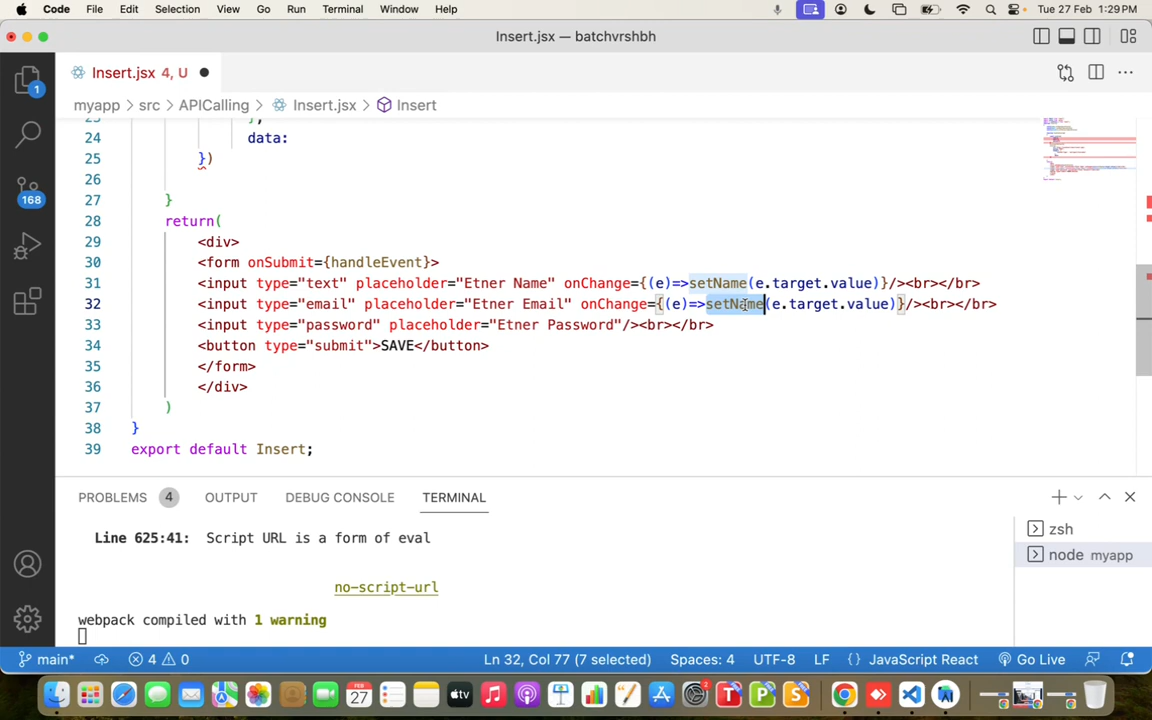 Code File Edit Selection View Go Run Terminal Window Help Tue 27 Feb 1:29 PM
Insert.jsx — batchvrshbh
Insert.jsx 4, U
myapp > src > APICalling > Insert.jsx > Insert
24 data:
25 })
26
27 }
28 return(
29 <div>
30 <form onSubmit={handleEvent}>
31 <input type="text" placeholder="Etner Name" onChange={(e)=>setName(e.target.value)}/><br></br>
32 <input type="email" placeholder="Etner Email" onChange={(e)=>setName(e.target.value)}/><br></br>
33 <input type="password" placeholder="Etner Password"/><br></br>
34 <button type="submit">SAVE</button>
35 </form>
36 </div>
37 )
38 }
39 export default Insert;
1
168
PROBLEMS 4 OUTPUT DEBUG CONSOLE TERMINAL
Line 625:41: Script URL is a form of eval
no-script-url
webpack compiled with 1 warning
zsh
node myapp
main* 4 0 Ln 32, Col 77 (7 selected) Spaces: 4 UTF-8 LF {} JavaScript React Go Live
FEB
27
tv
T P S